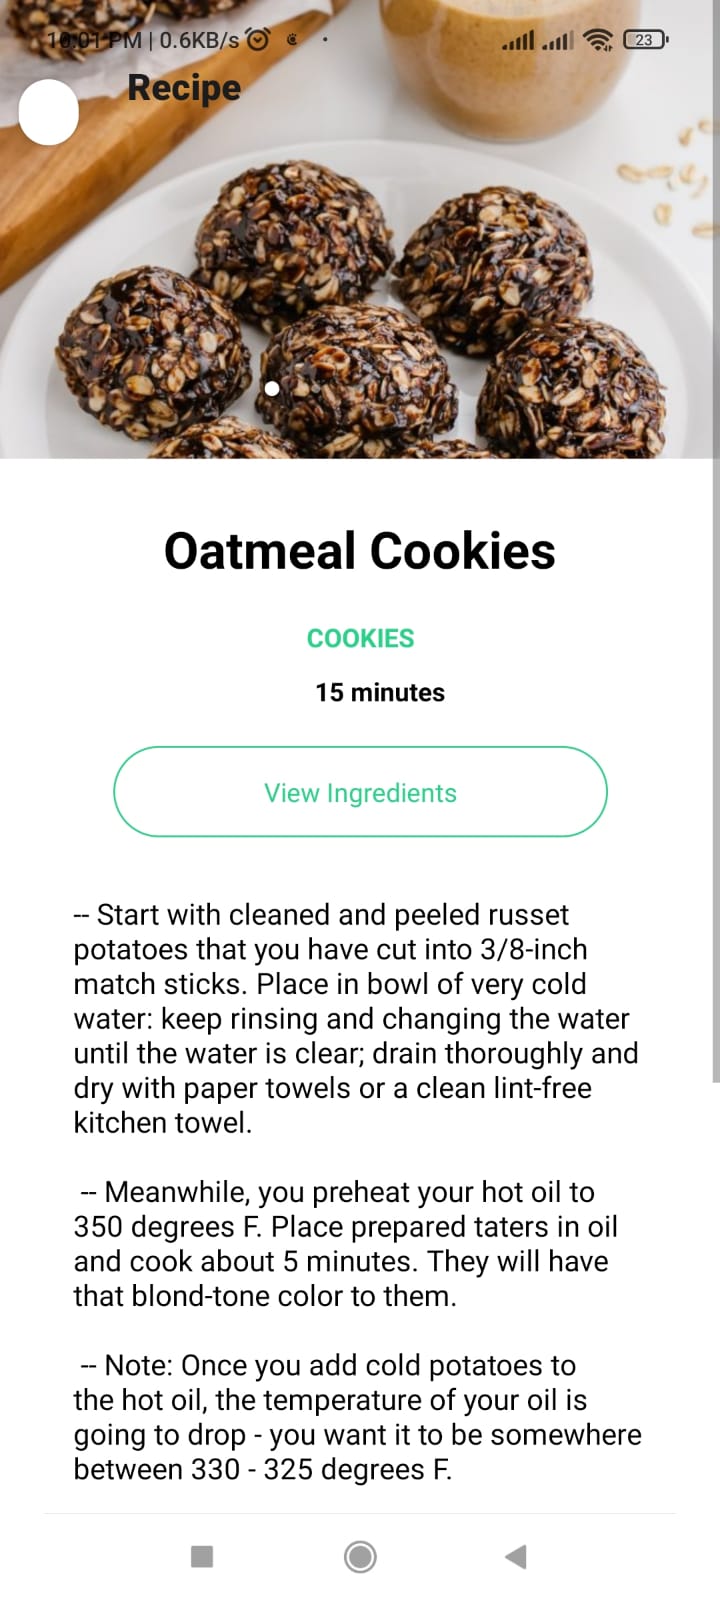 10:01 PM | 0.6KB/s
23
Recipe
Oatmeal Cookies
COOKIES
15 minutes
View Ingredients
-- Start with cleaned and peeled russet
potatoes that you have cut into 3/8-inch
match sticks. Place in bowl of very cold
water: keep rinsing and changing the water
until the water is clear; drain thoroughly and
dry with paper towels or a clean lint-free
kitchen towel.
-- Meanwhile, you preheat your hot oil to
350 degrees F. Place prepared taters in oil
and cook about 5 minutes. They will have
that blond-tone color to them.
-- Note: Once you add cold potatoes to
the hot oil, the temperature of your oil is
going to drop - you want it to be somewhere
between 330 - 325 degrees F.